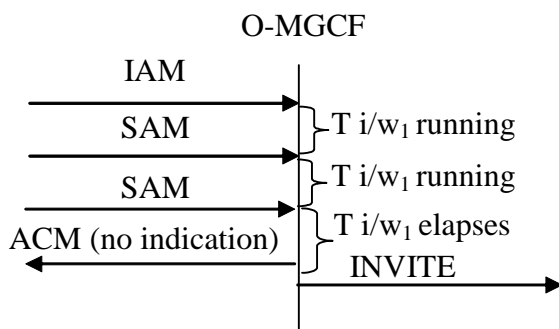 O-MGCF
IAM
SAM
T i/w1 running
SAM
T i/w1 running
ACM (no indication)
T i/w1 elapses
INVITE